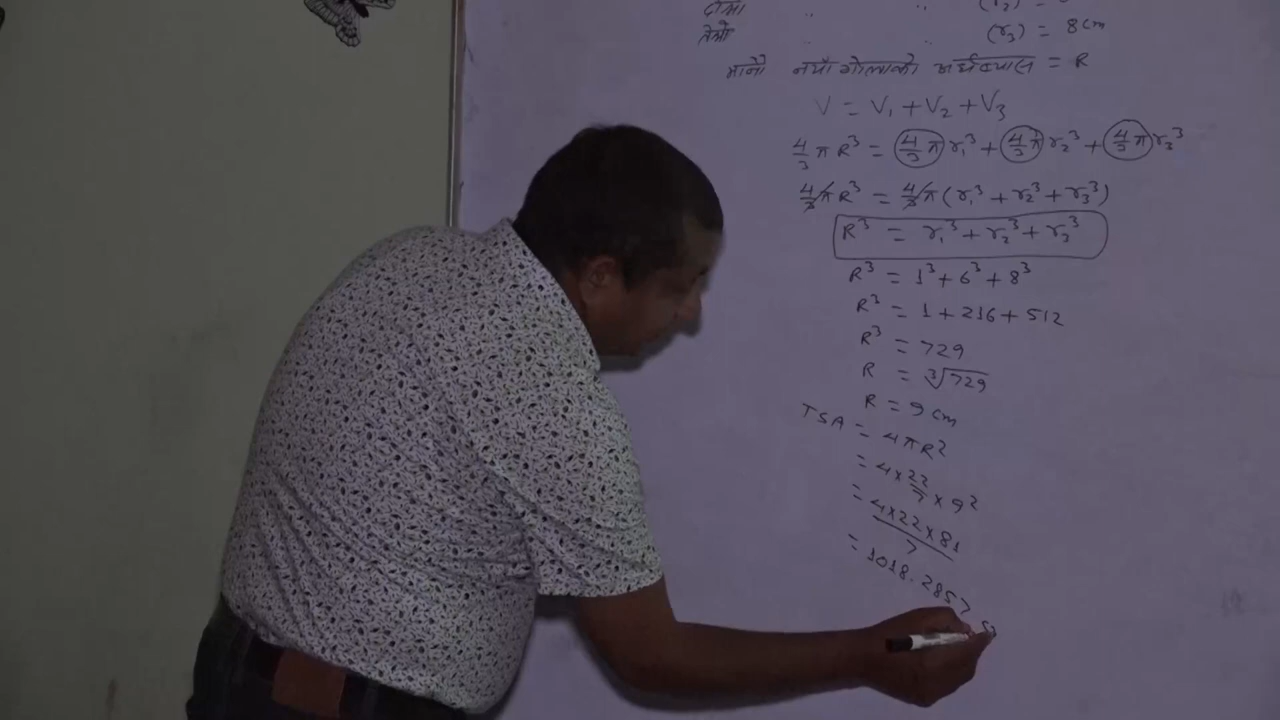 दोस्रो " " (r₂) =
तेस्रो " " (r₃) = 8cm
मानौ नयाँ गोलाको अर्धव्यास = R
V = V₁ + V₂ + V₃
4/3 π R³ = 4/3 π r₁³ + 4/3 π r₂³ + 4/3 π r₃³
4/3 π R³ = 4/3 π (r₁³ + r₂³ + r₃³)
R³ = r₁³ + r₂³ + r₃³
R³ = 1³ + 6³ + 8³
R³ = 1 + 216 + 512
R³ = 729
R = ∛729
R = 9 cm
TSA = 4πR²
= 4 × 22/7 × 9²
= 4×22×81/7
= 1018.2857